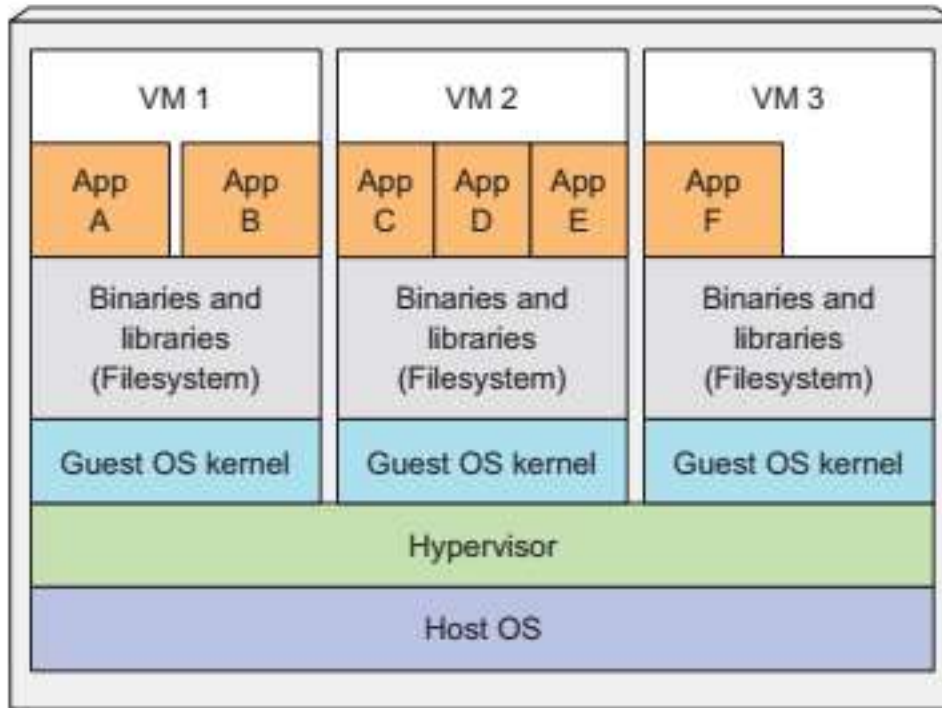 VM 1
App
A
App
B
Binaries and
libraries
(Filesystem)
Guest OS kernel
VM 2
App
C
App
D
App
E
Binaries and
libraries
(Filesystem)
Guest OS kernel
VM 3
App
F
Binaries and
libraries
(Filesystem)
Guest OS kernel
Hypervisor
Host OS